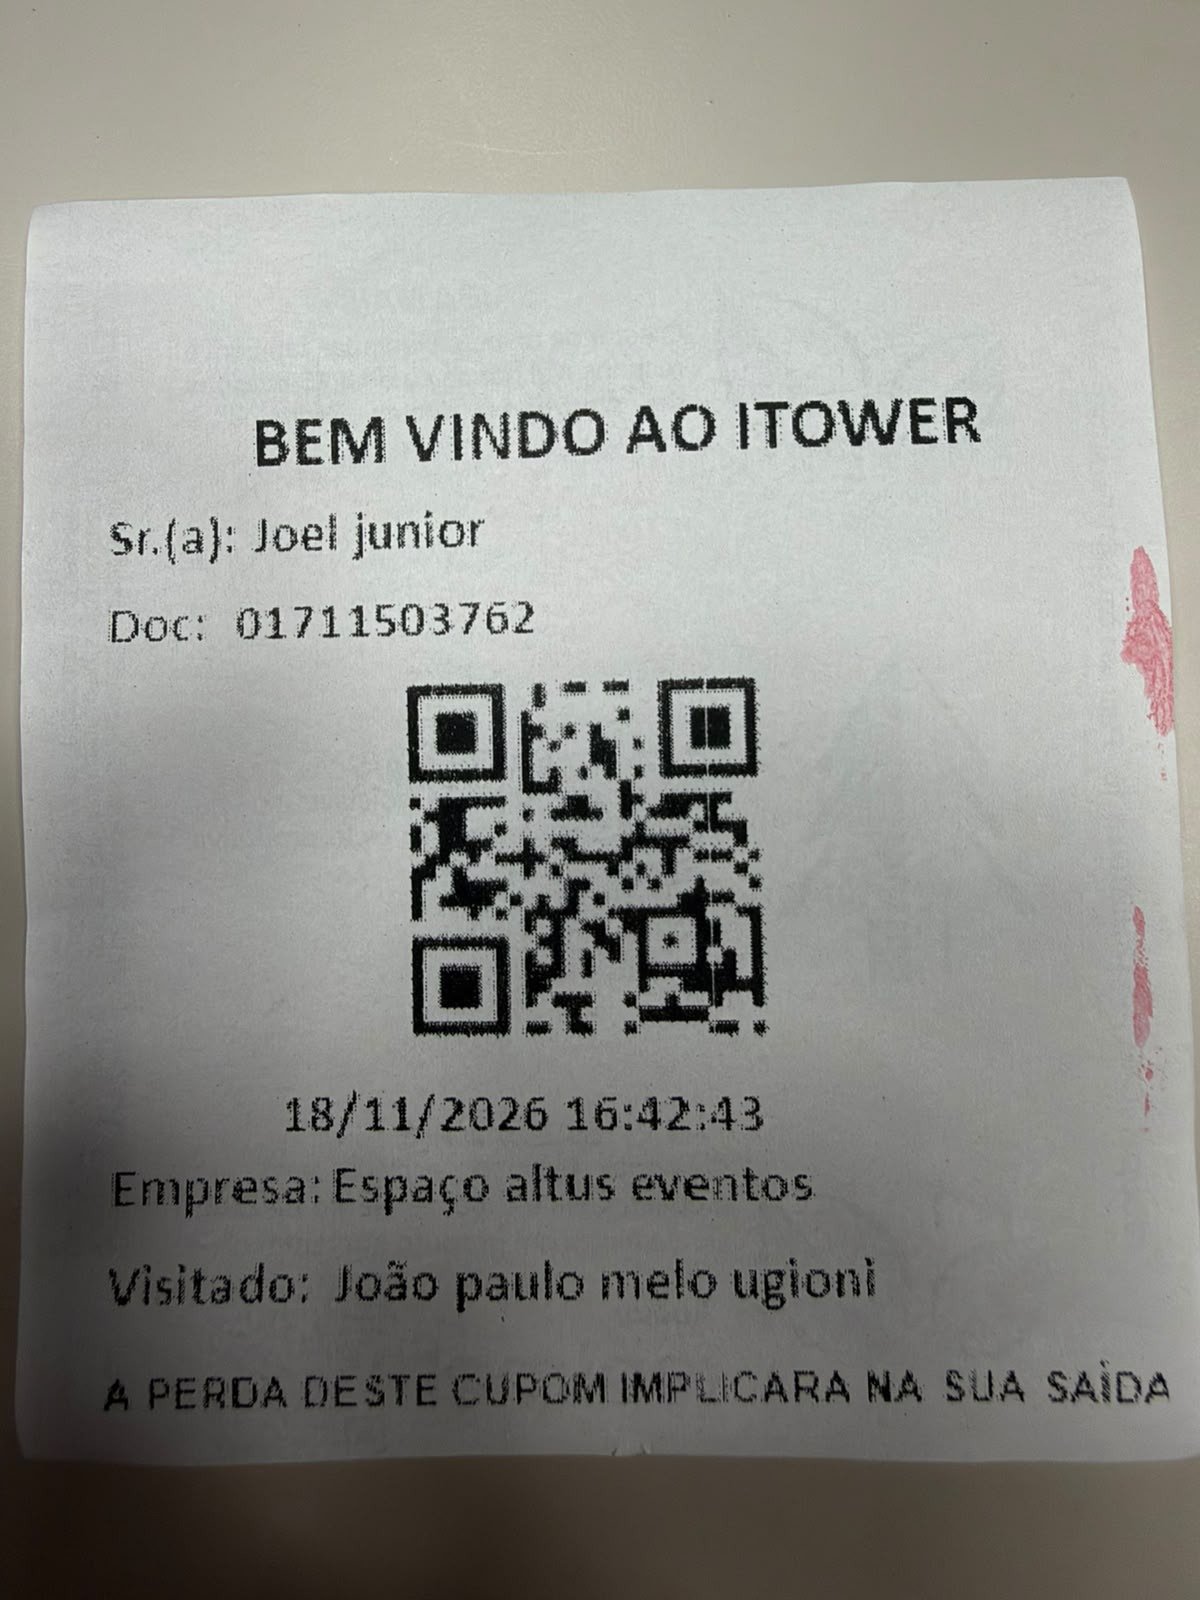 BEM VINDO AO ITOWER
Sr.(a): Joel junior
Doc: 01711503762
18/11/2026 16:42:43
Empresa: Espaço altus eventos
Visitado: João paulo melo ugioni
A PERDA DESTE CUPOM IMPLICARA NA SUA SAÍDA